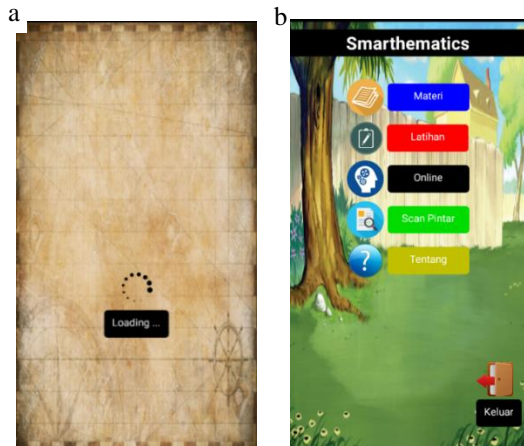 a
Loading ...
b
Smarthematics
Materi
Latihan
Online
Scan Pintar
Tentang
Keluar